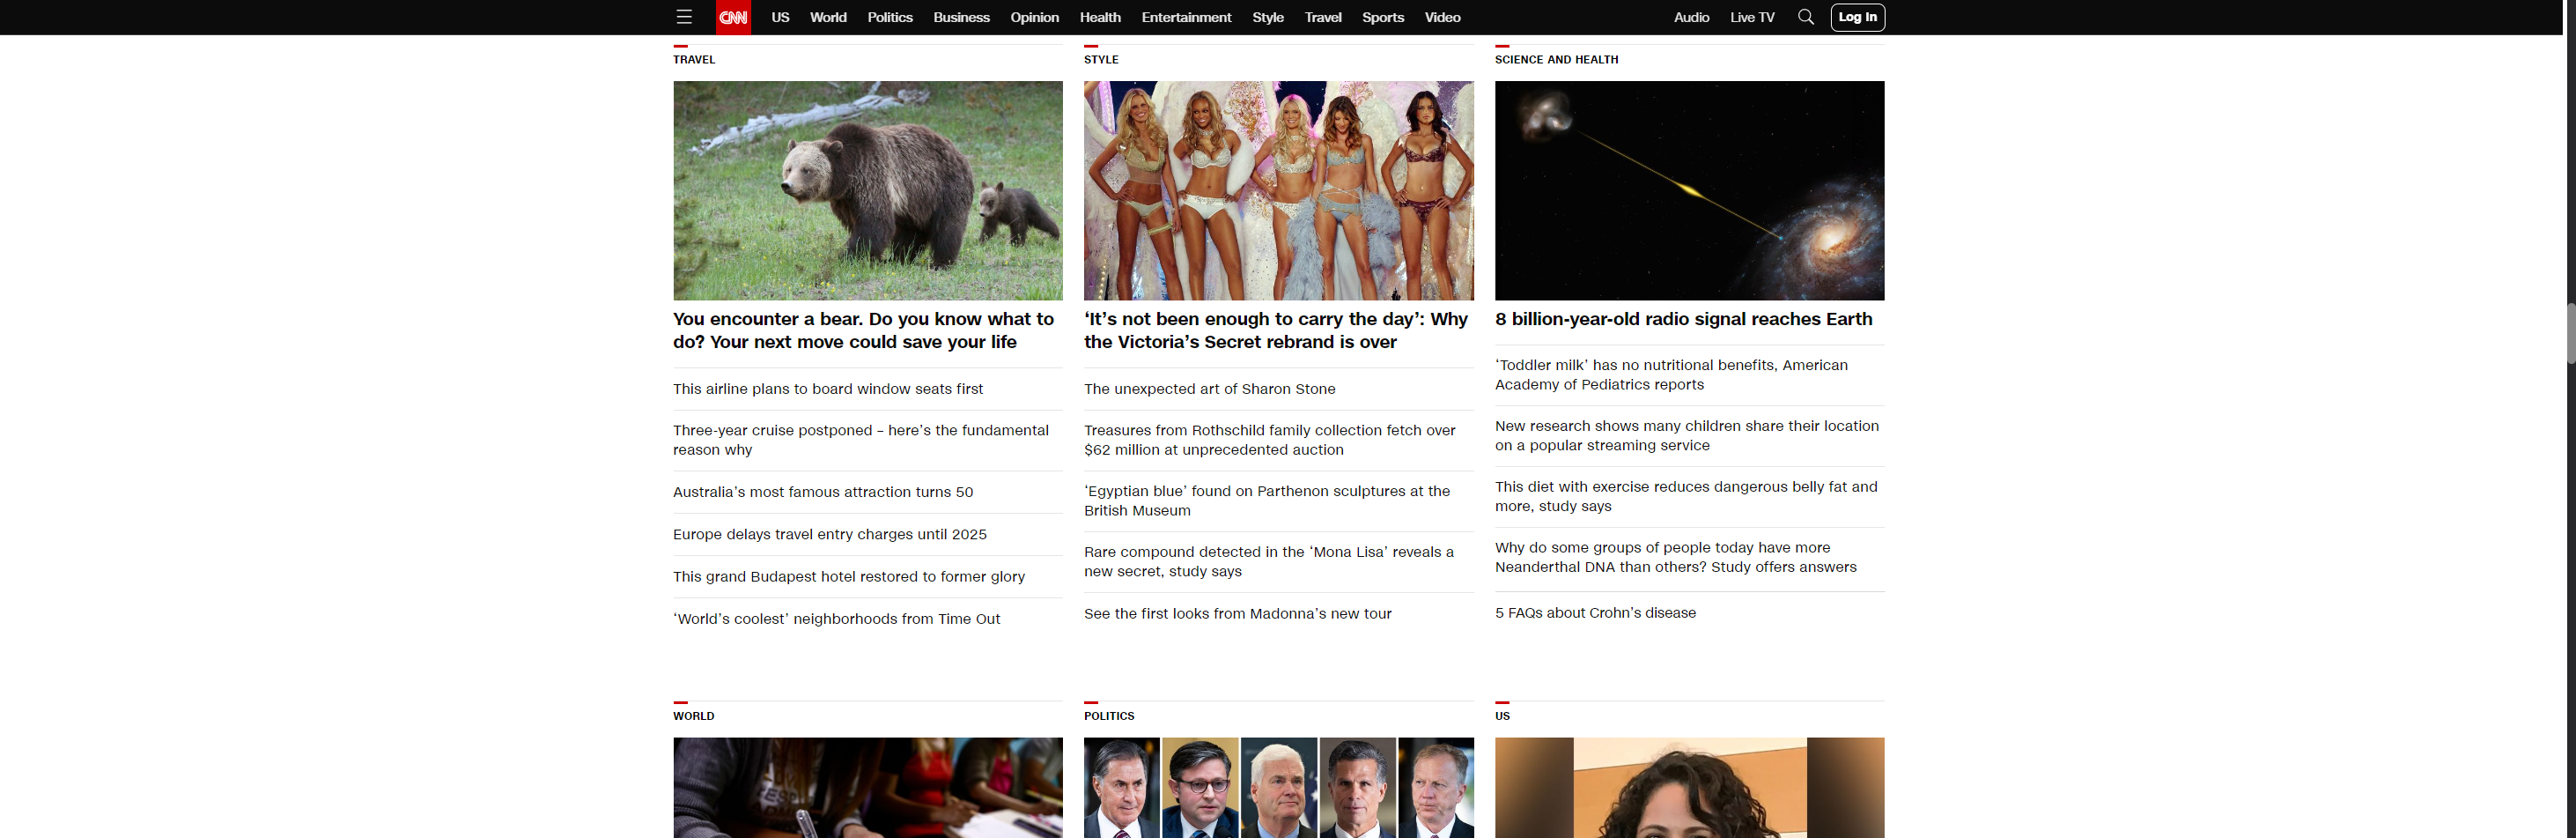 CNN US World Politics Business Opinion Health Entertainment Style Travel Sports Video Audio Live TV Log In
TRAVEL
You encounter a bear. Do you know what to
do? Your next move could save your life
This airline plans to board window seats first
Three-year cruise postponed – here’s the fundamental
reason why
Australia’s most famous attraction turns 50
Europe delays travel entry charges until 2025
This grand Budapest hotel restored to former glory
‘World’s coolest’ neighborhoods from Time Out
STYLE
‘It’s not been enough to carry the day’: Why
the Victoria’s Secret rebrand is over
The unexpected art of Sharon Stone
Treasures from Rothschild family collection fetch over
$62 million at unprecedented auction
‘Egyptian blue’ found on Parthenon sculptures at the
British Museum
Rare compound detected in the ‘Mona Lisa’ reveals a
new secret, study says
See the first looks from Madonna’s new tour
SCIENCE AND HEALTH
8 billion-year-old radio signal reaches Earth
‘Toddler milk’ has no nutritional benefits, American
Academy of Pediatrics reports
New research shows many children share their location
on a popular streaming service
This diet with exercise reduces dangerous belly fat and
more, study says
Why do some groups of people today have more
Neanderthal DNA than others? Study offers answers
5 FAQs about Crohn’s disease
WORLD
POLITICS
US